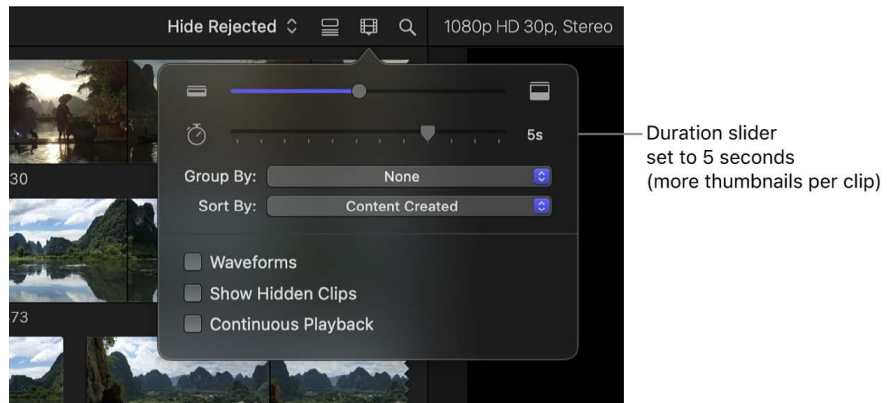 Hide Rejected
1080p HD 30p, Stereo
5s
Duration slider
set to 5 seconds
(more thumbnails per clip)
30
Group By: None
Sort By: Content Created
Waveforms
Show Hidden Clips
73
Continuous Playback